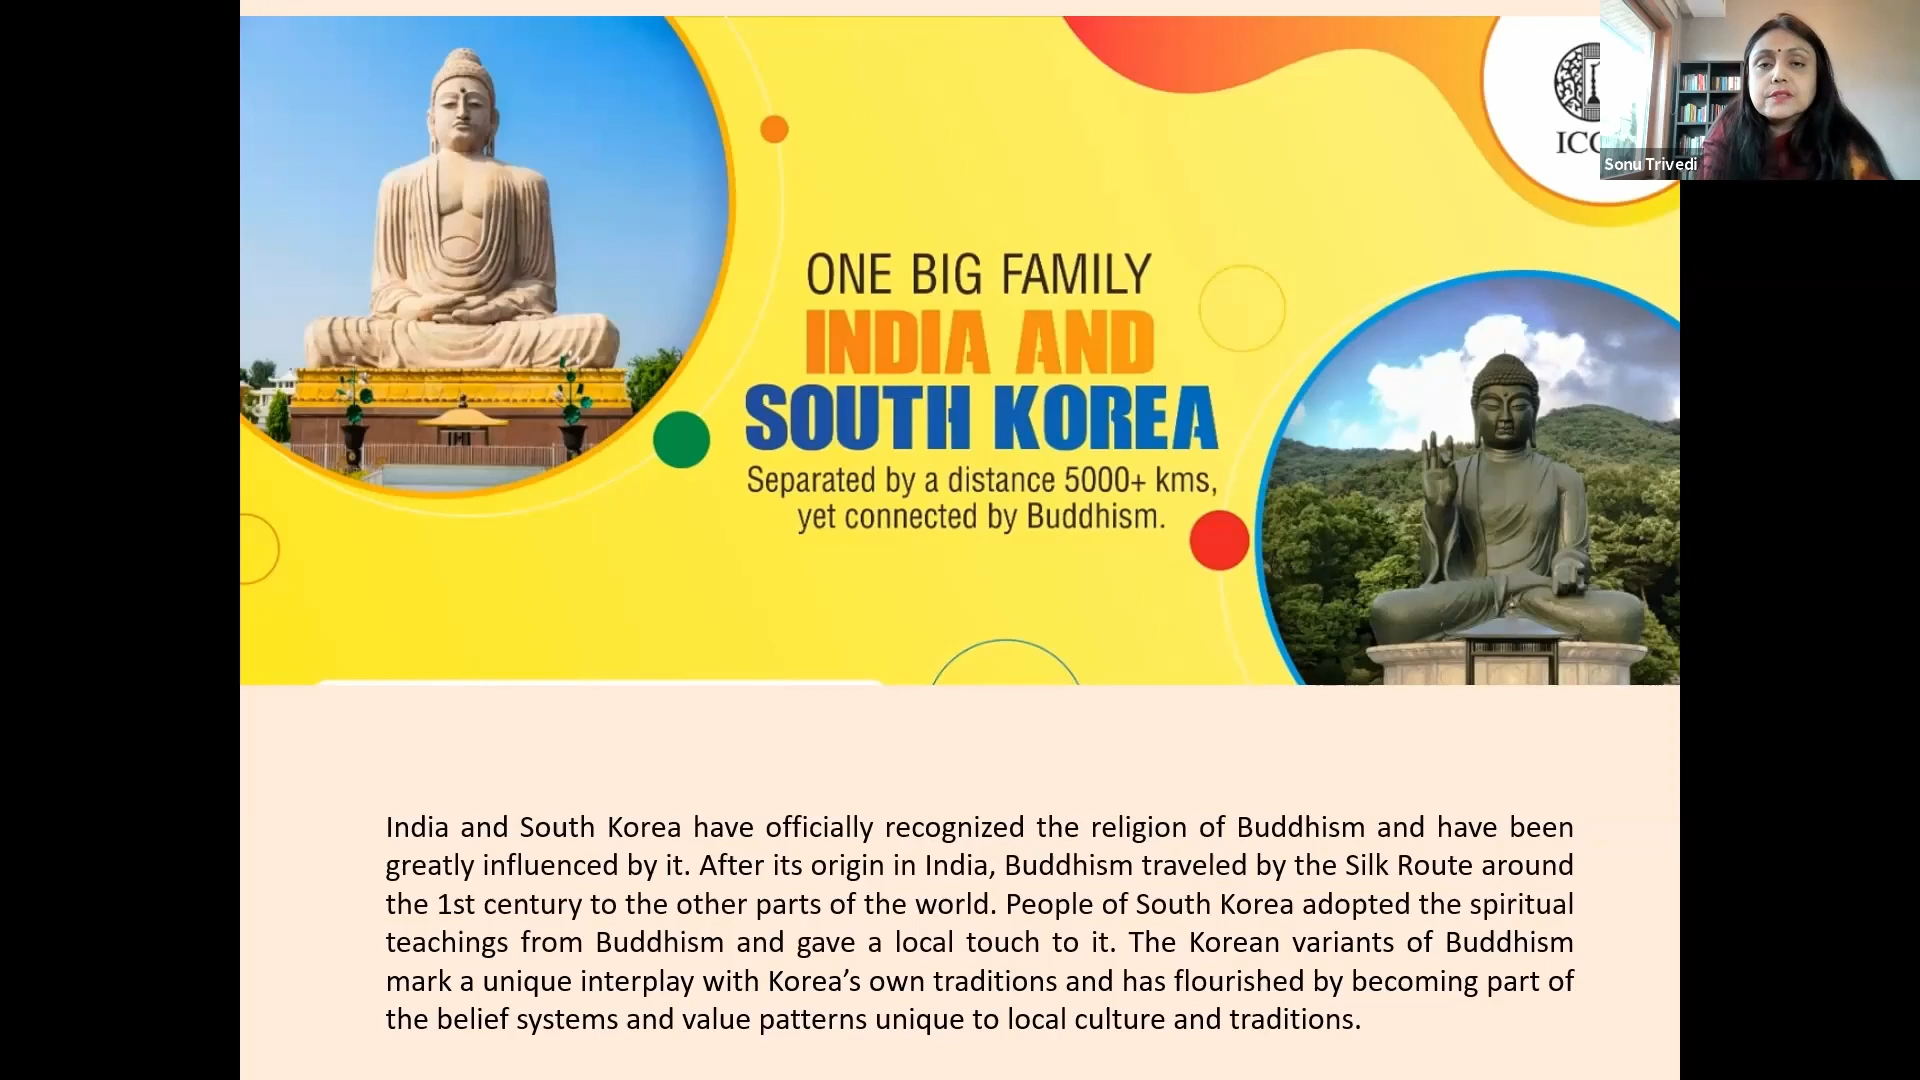 ONE BIG FAMILY
INDIA AND
SOUTH KOREA
Separated by a distance 5000+ kms,
yet connected by Buddhism.
Sonu Trivedi
India and South Korea have officially recognized the religion of Buddhism and have been
greatly influenced by it. After its origin in India, Buddhism traveled by the Silk Route around
the 1st century to the other parts of the world. People of South Korea adopted the spiritual
teachings from Buddhism and gave a local touch to it. The Korean variants of Buddhism
mark a unique interplay with Korea’s own traditions and has flourished by becoming part of
the belief systems and value patterns unique to local culture and traditions.